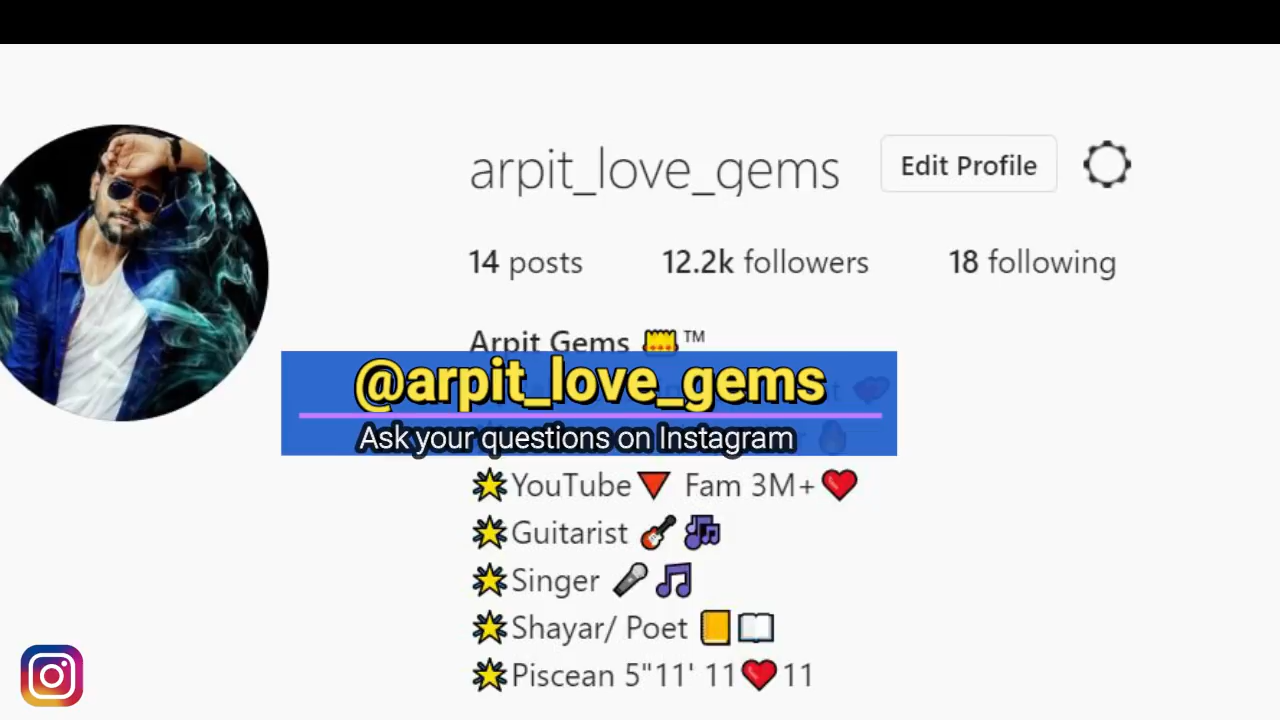 arpit_love_gems Edit Profile
14 posts 12.2k followers 18 following
Arpit Gems 👑™
@arpit_love_gems
Ask your questions on Instagram
🌟YouTube🔻 Fam 3M+❤️
🌟Guitarist 🎸🎶
🌟Singer 🎤🎵
🌟Shayar/ Poet 📒📖
🌟Piscean 5"11' 11❤️11